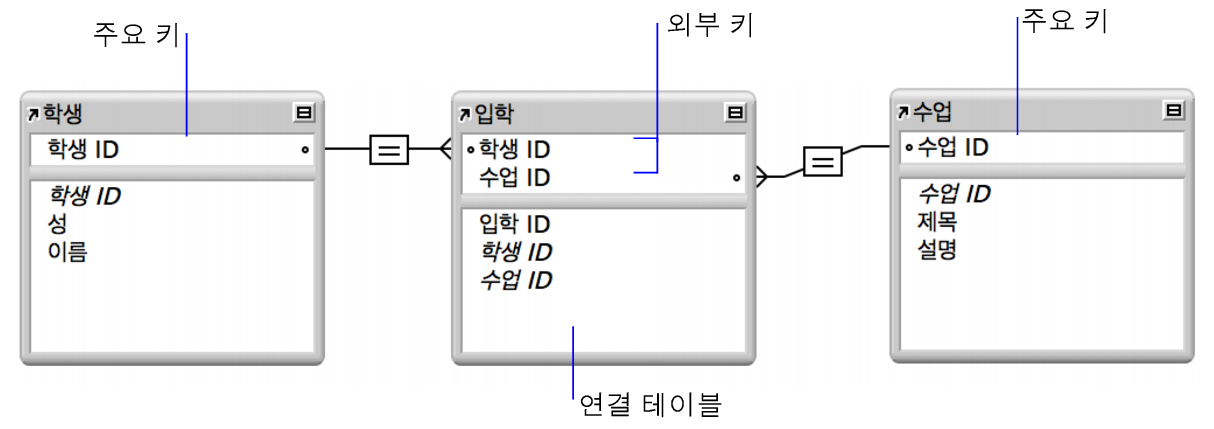 주요 키
외부 키
주요 키
학생
학생 ID
학생 ID
성
이름
입학
학생 ID
수업 ID
입학 ID
학생 ID
수업 ID
수업
수업 ID
수업 ID
제목
설명
연결 테이블